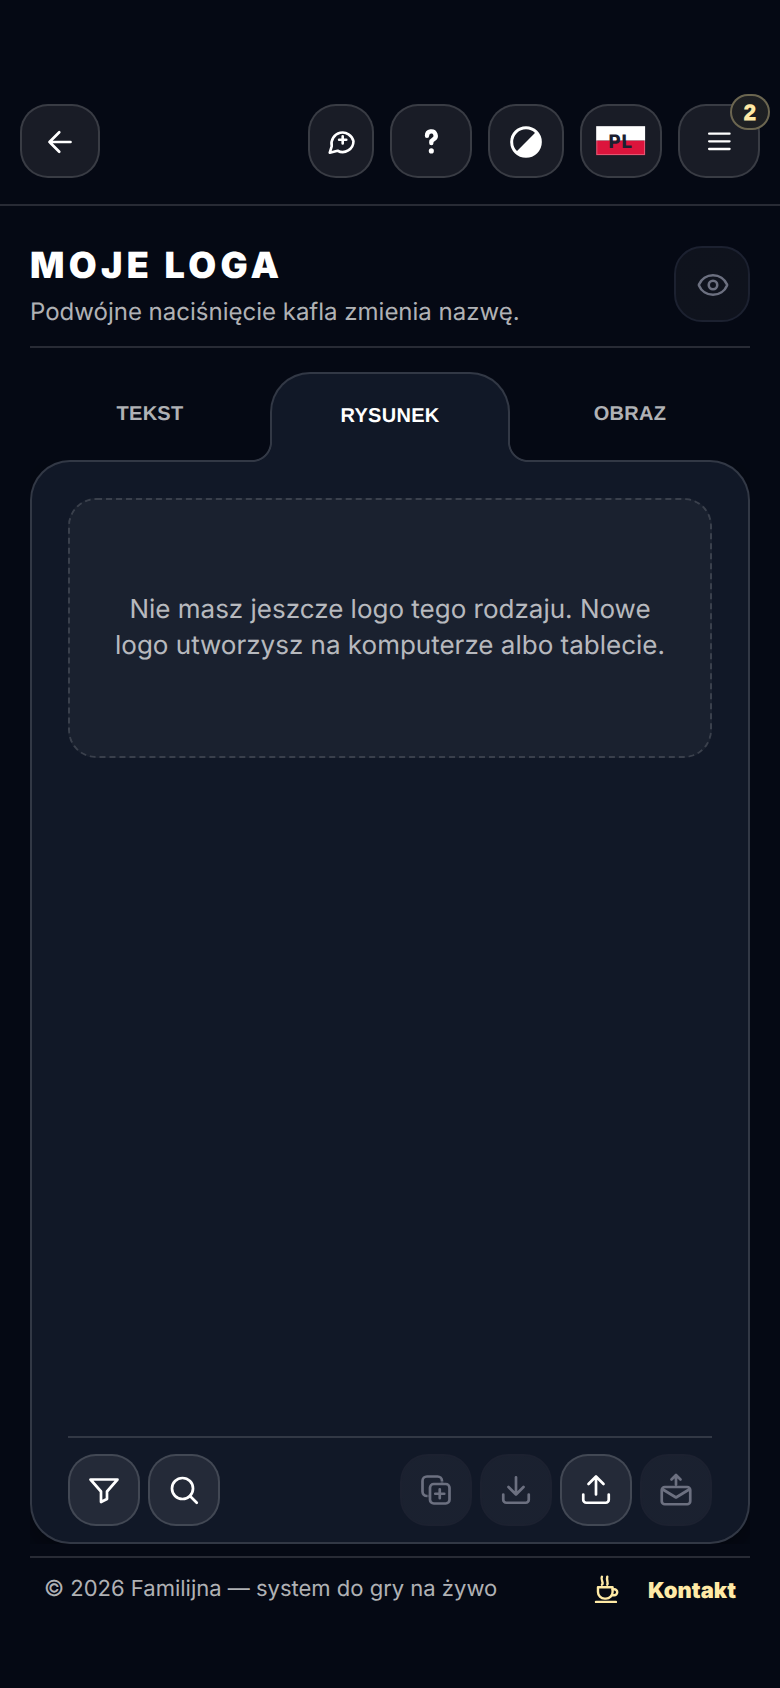 2
?
PL
MOJE LOGA
Podwójne naciśnięcie kafla zmienia nazwę.
TEKST
RYSUNEK
OBRAZ
Nie masz jeszcze logo tego rodzaju. Nowe
logo utworzysz na komputerze albo tablecie.
© 2026 Familijna — system do gry na żywo
Kontakt